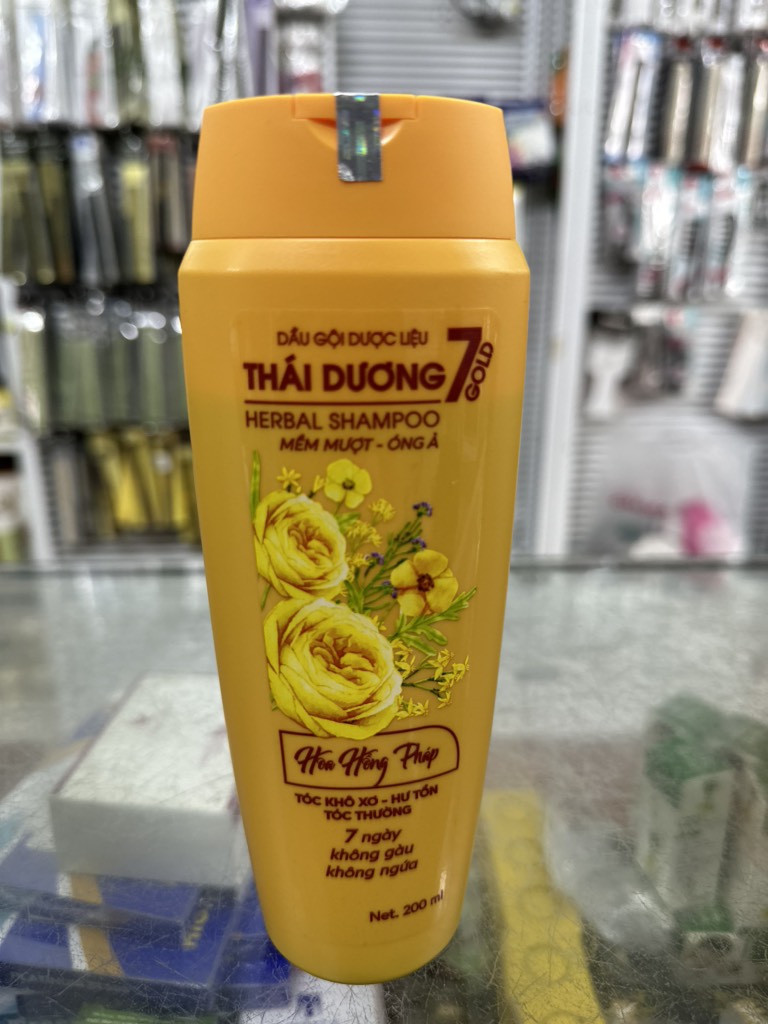 DẦU GỘI DƯỢC LIỆU
THÁI DƯƠNG 7
GOLD
HERBAL SHAMPOO
MỀM MƯỢT - ÓNG Ả
Hoa Hồng Pháp
TÓC KHÔ XƠ - HƯ TỔN
TÓC THƯỜNG
7 ngày
không gàu
không ngứa
Net. 200 ml